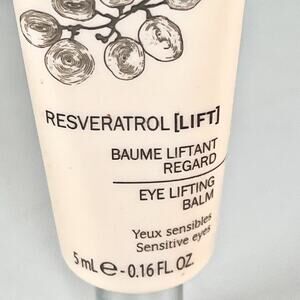 RESVERATROL [LIFT]
BAUME LIFTANT
REGARD
EYE LIFTING
BALM
Yeux sensibles
Sensitive eyes
5 mL ℮ - 0.16 FL. OZ.